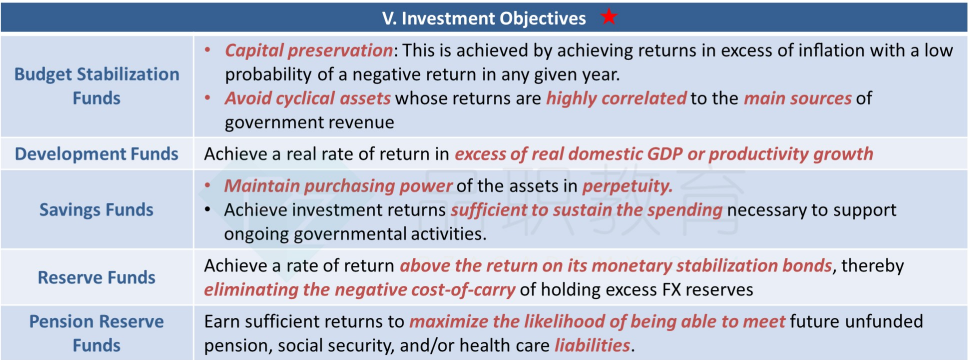 V. Investment Objectives
Budget Stabilization
Funds
• Capital preservation: This is achieved by achieving returns in excess of inflation with a low
probability of a negative return in any given year.
• Avoid cyclical assets whose returns are highly correlated to the main sources of
government revenue
Development Funds
Achieve a real rate of return in excess of real domestic GDP or productivity growth
Savings Funds
• Maintain purchasing power of the assets in perpetuity.
• Achieve investment returns sufficient to sustain the spending necessary to support
ongoing governmental activities.
Reserve Funds
Achieve a rate of return above the return on its monetary stabilization bonds, thereby
eliminating the negative cost-of-carry of holding excess FX reserves
Pension Reserve
Funds
Earn sufficient returns to maximize the likelihood of being able to meet future unfunded
pension, social security, and/or health care liabilities.
品职教育